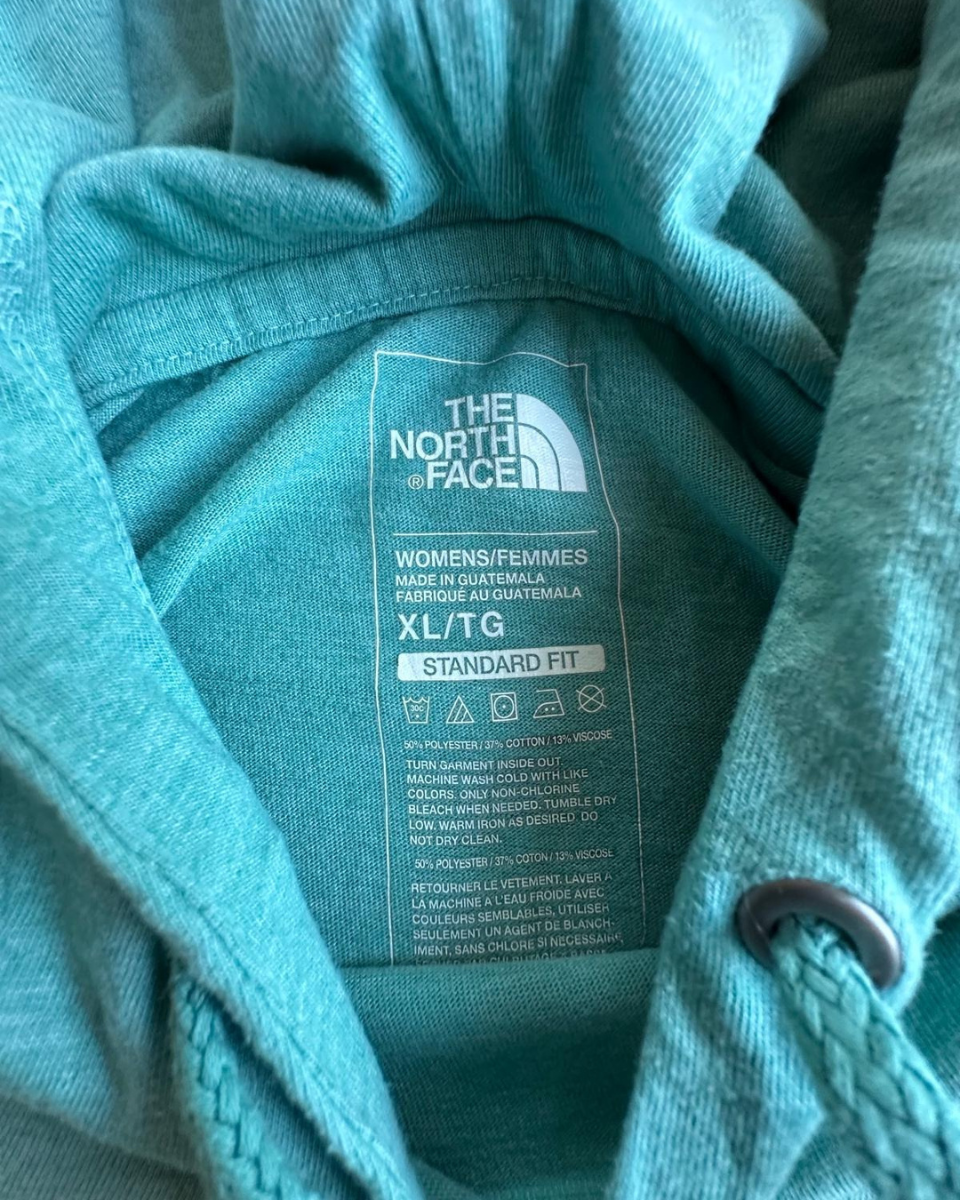 THE
NORTH
®FACE
WOMENS/FEMMES
MADE IN GUATEMALA
FABRIQUÉ AU GUATEMALA
XL/TG
STANDARD FIT
30C
50% POLYESTER / 37% COTTON / 13% VISCOSE
TURN GARMENT INSIDE OUT.
MACHINE WASH COLD WITH LIKE
COLORS. ONLY NON-CHLORINE
BLEACH WHEN NEEDED. TUMBLE DRY
LOW. WARM IRON AS DESIRED. DO
NOT DRY CLEAN.
50% POLYESTER / 37% COTTON / 13% VISCOSE
RETOURNER LE VETEMENT. LAVER A
LA MACHINE A L'EAU FROIDE AVEC
COULEURS SEMBLABLES. UTILISER
SEULEMENT UN AGENT DE BLANCH-
IMENT, SANS CHLORE SI NECESSAIRE